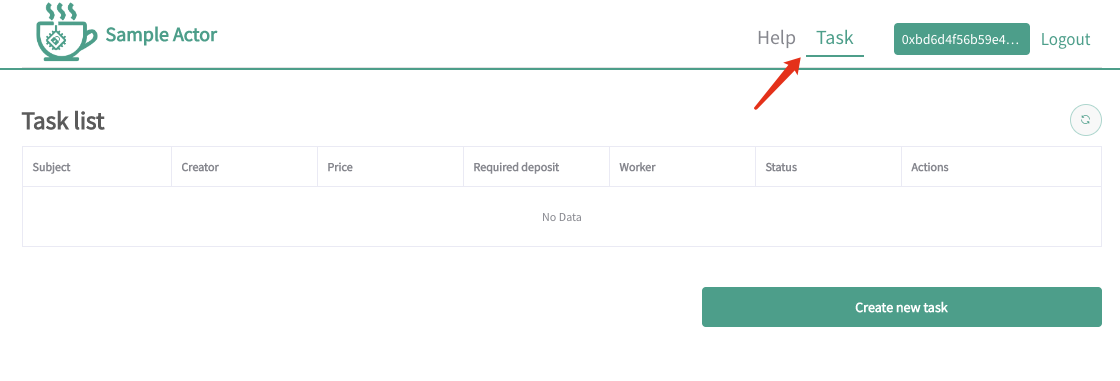 Sample Actor
Help Task 0xbd6d4f56b59e4... Logout
Task list
Subject Creator Price Required deposit Worker Status Actions
No Data
Create new task